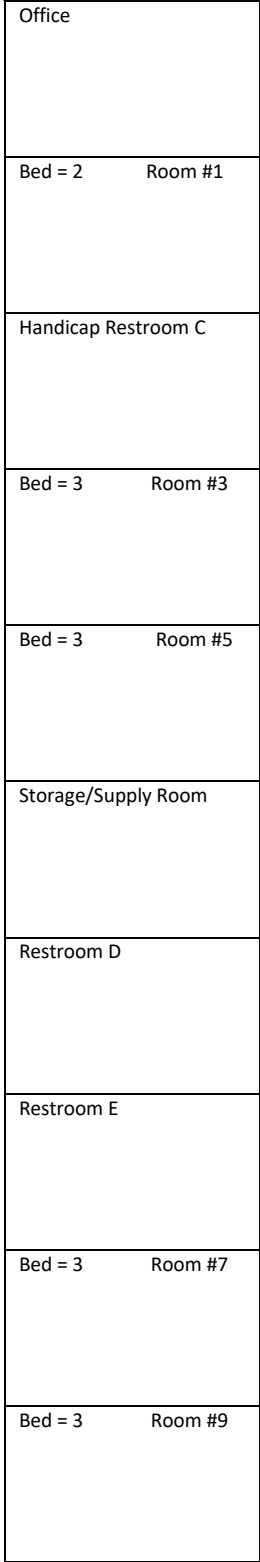 Office
Bed = 2 Room #1
Handicap Restroom C
Bed = 3 Room #3
Bed = 3 Room #5
Storage/Supply Room
Restroom D
Restroom E
Bed = 3 Room #7
Bed = 3 Room #9